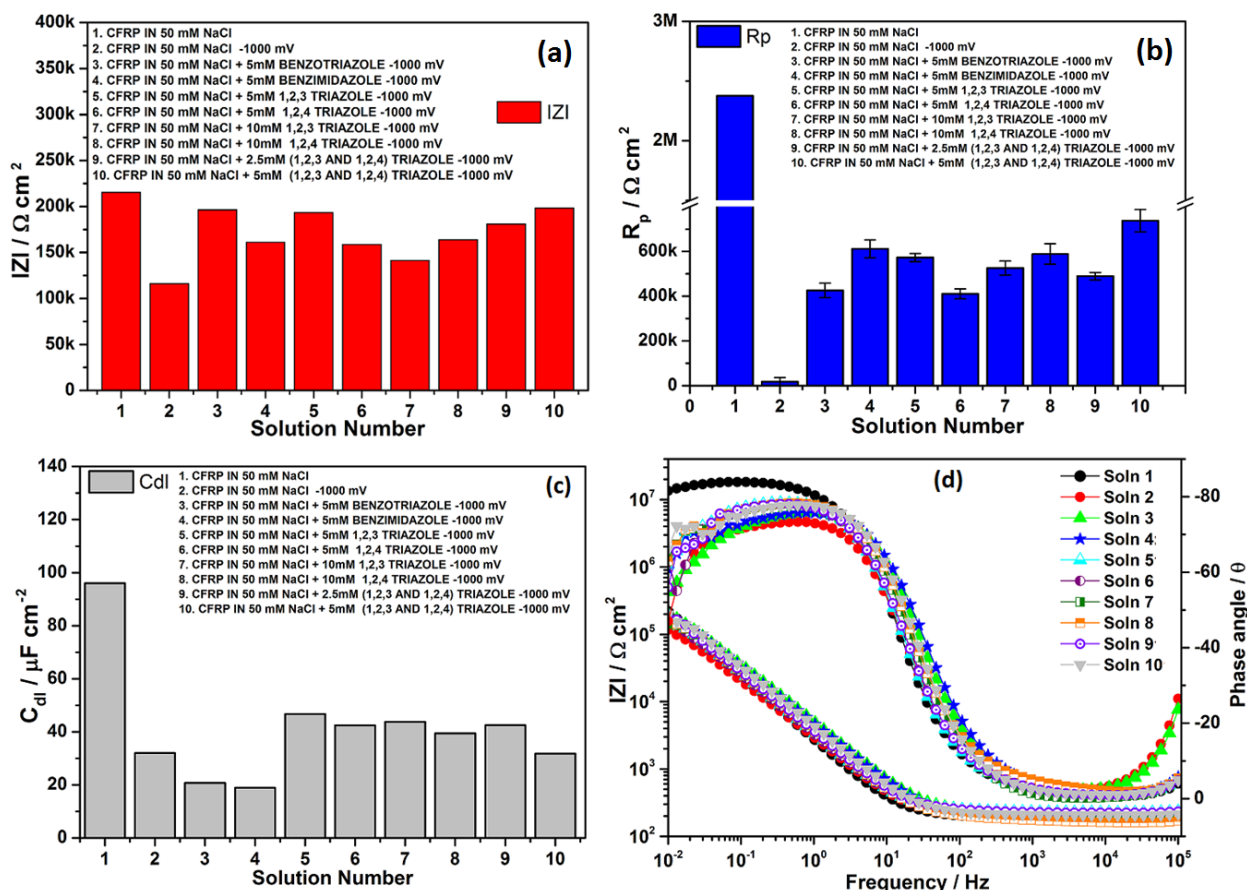 (a)
400k
350k
300k
250k
200k
150k
100k
50k
0
IZI / Ω cm²
1. CFRP IN 50 mM NaCl
2. CFRP IN 50 mM NaCl -1000 mV
3. CFRP IN 50 mM NaCl + 5mM BENZOTRIAZOLE -1000 mV
4. CFRP IN 50 mM NaCl + 5mM BENZIMIDAZOLE -1000 mV
5. CFRP IN 50 mM NaCl + 5mM 1,2,3 TRIAZOLE -1000 mV
6. CFRP IN 50 mM NaCl + 5mM 1,2,4 TRIAZOLE -1000 mV
7. CFRP IN 50 mM NaCl + 10mM 1,2,3 TRIAZOLE -1000 mV
8. CFRP IN 50 mM NaCl + 10mM 1,2,4 TRIAZOLE -1000 mV
9. CFRP IN 50 mM NaCl + 2.5mM (1,2,3 AND 1,2,4) TRIAZOLE -1000 mV
10. CFRP IN 50 mM NaCl + 5mM (1,2,3 AND 1,2,4) TRIAZOLE -1000 mV
IZI
1 2 3 4 5 6 7 8 9 10
Solution Number
(b)
3M
2M
600k
400k
200k
0
Rp / Ω cm²
Rp
1. CFRP IN 50 mM NaCl
2. CFRP IN 50 mM NaCl -1000 mV
3. CFRP IN 50 mM NaCl + 5mM BENZOTRIAZOLE -1000 mV
4. CFRP IN 50 mM NaCl + 5mM BENZIMIDAZOLE -1000 mV
5. CFRP IN 50 mM NaCl + 5mM 1,2,3 TRIAZOLE -1000 mV
6. CFRP IN 50 mM NaCl + 5mM 1,2,4 TRIAZOLE -1000 mV
7. CFRP IN 50 mM NaCl + 10mM 1,2,3 TRIAZOLE -1000 mV
8. CFRP IN 50 mM NaCl + 10mM 1,2,4 TRIAZOLE -1000 mV
9. CFRP IN 50 mM NaCl + 2.5mM (1,2,3 AND 1,2,4) TRIAZOLE -1000 mV
10. CFRP IN 50 mM NaCl + 5mM (1,2,3 AND 1,2,4) TRIAZOLE -1000 mV
0 1 2 3 4 5 6 7 8 9 10
Solution Number
(c)
140
120
100
80
60
40
20
0
Cdl / μF cm⁻²
Cdl
1. CFRP IN 50 mM NaCl
2. CFRP IN 50 mM NaCl -1000 mV
3. CFRP IN 50 mM NaCl + 5mM BENZOTRIAZOLE -1000 mV
4. CFRP IN 50 mM NaCl + 5mM BENZIMIDAZOLE -1000 mV
5. CFRP IN 50 mM NaCl + 5mM 1,2,3 TRIAZOLE -1000 mV
6. CFRP IN 50 mM NaCl + 5mM 1,2,4 TRIAZOLE -1000 mV
7. CFRP IN 50 mM NaCl + 10mM 1,2,3 TRIAZOLE -1000 mV
8. CFRP IN 50 mM NaCl + 10mM 1,2,4 TRIAZOLE -1000 mV
9. CFRP IN 50 mM NaCl + 2.5mM (1,2,3 AND 1,2,4) TRIAZOLE -1000 mV
10. CFRP IN 50 mM NaCl + 5mM (1,2,3 AND 1,2,4) TRIAZOLE -1000 mV
1 2 3 4 5 6 7 8 9 10
Solution Number
(d)
10⁷
10⁶
10⁵
10⁴
10³
10²
IZI / Ω cm²
Soln 1
Soln 2
Soln 3
Soln 4
Soln 5
Soln 6
Soln 7
Soln 8
Soln 9
Soln 10
-80
-60
-40
-20
0
Phase angle / θ
10⁻² 10⁻¹ 10⁰ 10¹ 10² 10³ 10⁴ 10⁵
Frequency / Hz